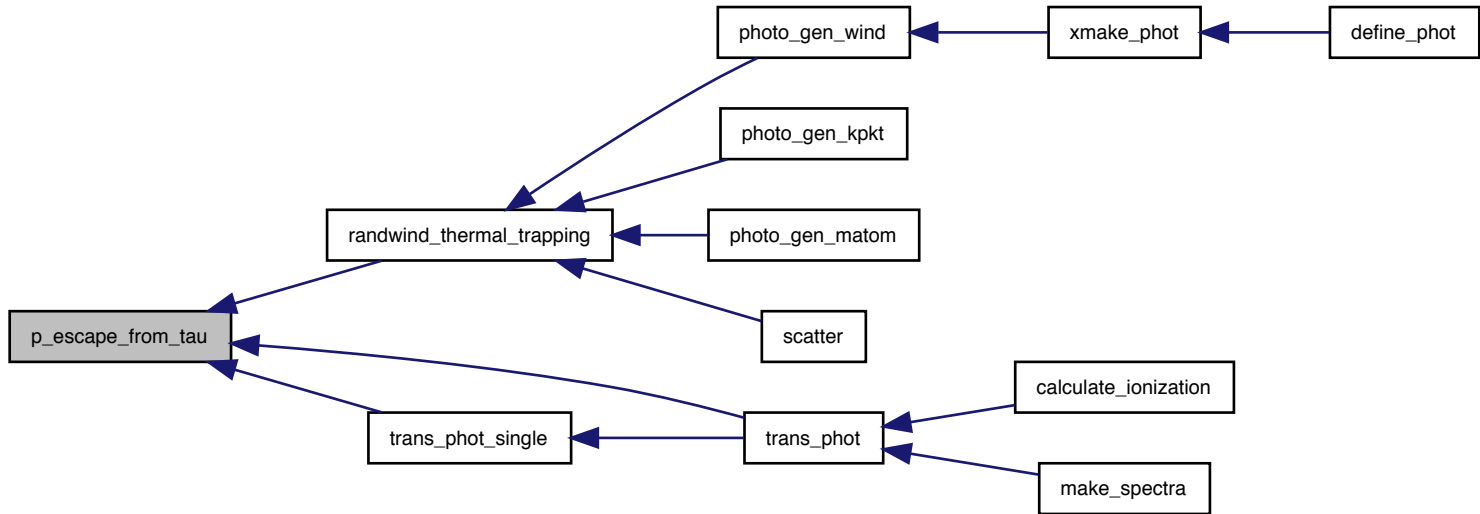 photo_gen_wind
xmake_phot
define_phot
photo_gen_kpkt
randwind_thermal_trapping
photo_gen_matom
p_escape_from_tau
scatter
calculate_ionization
trans_phot_single
trans_phot
make_spectra